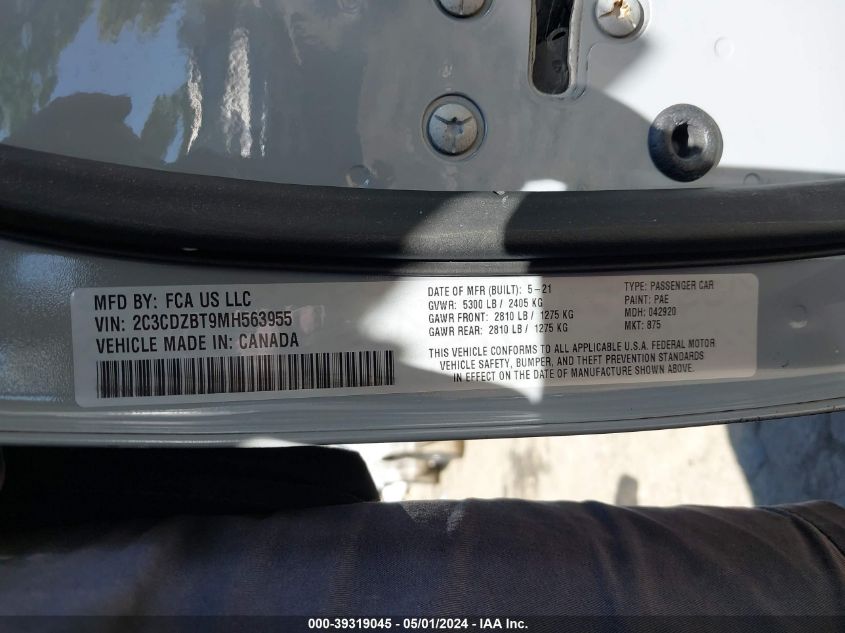 MFD BY: FCA US LLC
VIN: 2C3CDZBT9MH563955
VEHICLE MADE IN: CANADA
DATE OF MFR (BUILT): 5-21
GVWR: 5300 LB / 2405 KG
GAWR FRONT: 2810 LB / 1275 KG
GAWR REAR: 2810 LB / 1275 KG
TYPE: PASSENGER CAR
PAINT: PAE
MDH: 042920
MKT: 875
THIS VEHICLE CONFORMS TO ALL APPLICABLE U.S.A. FEDERAL MOTOR
VEHICLE SAFETY, BUMPER, AND THEFT PREVENTION STANDARDS
IN EFFECT ON THE DATE OF MANUFACTURE SHOWN ABOVE.
000-39319045 - 05/01/2024 - IAA Inc.